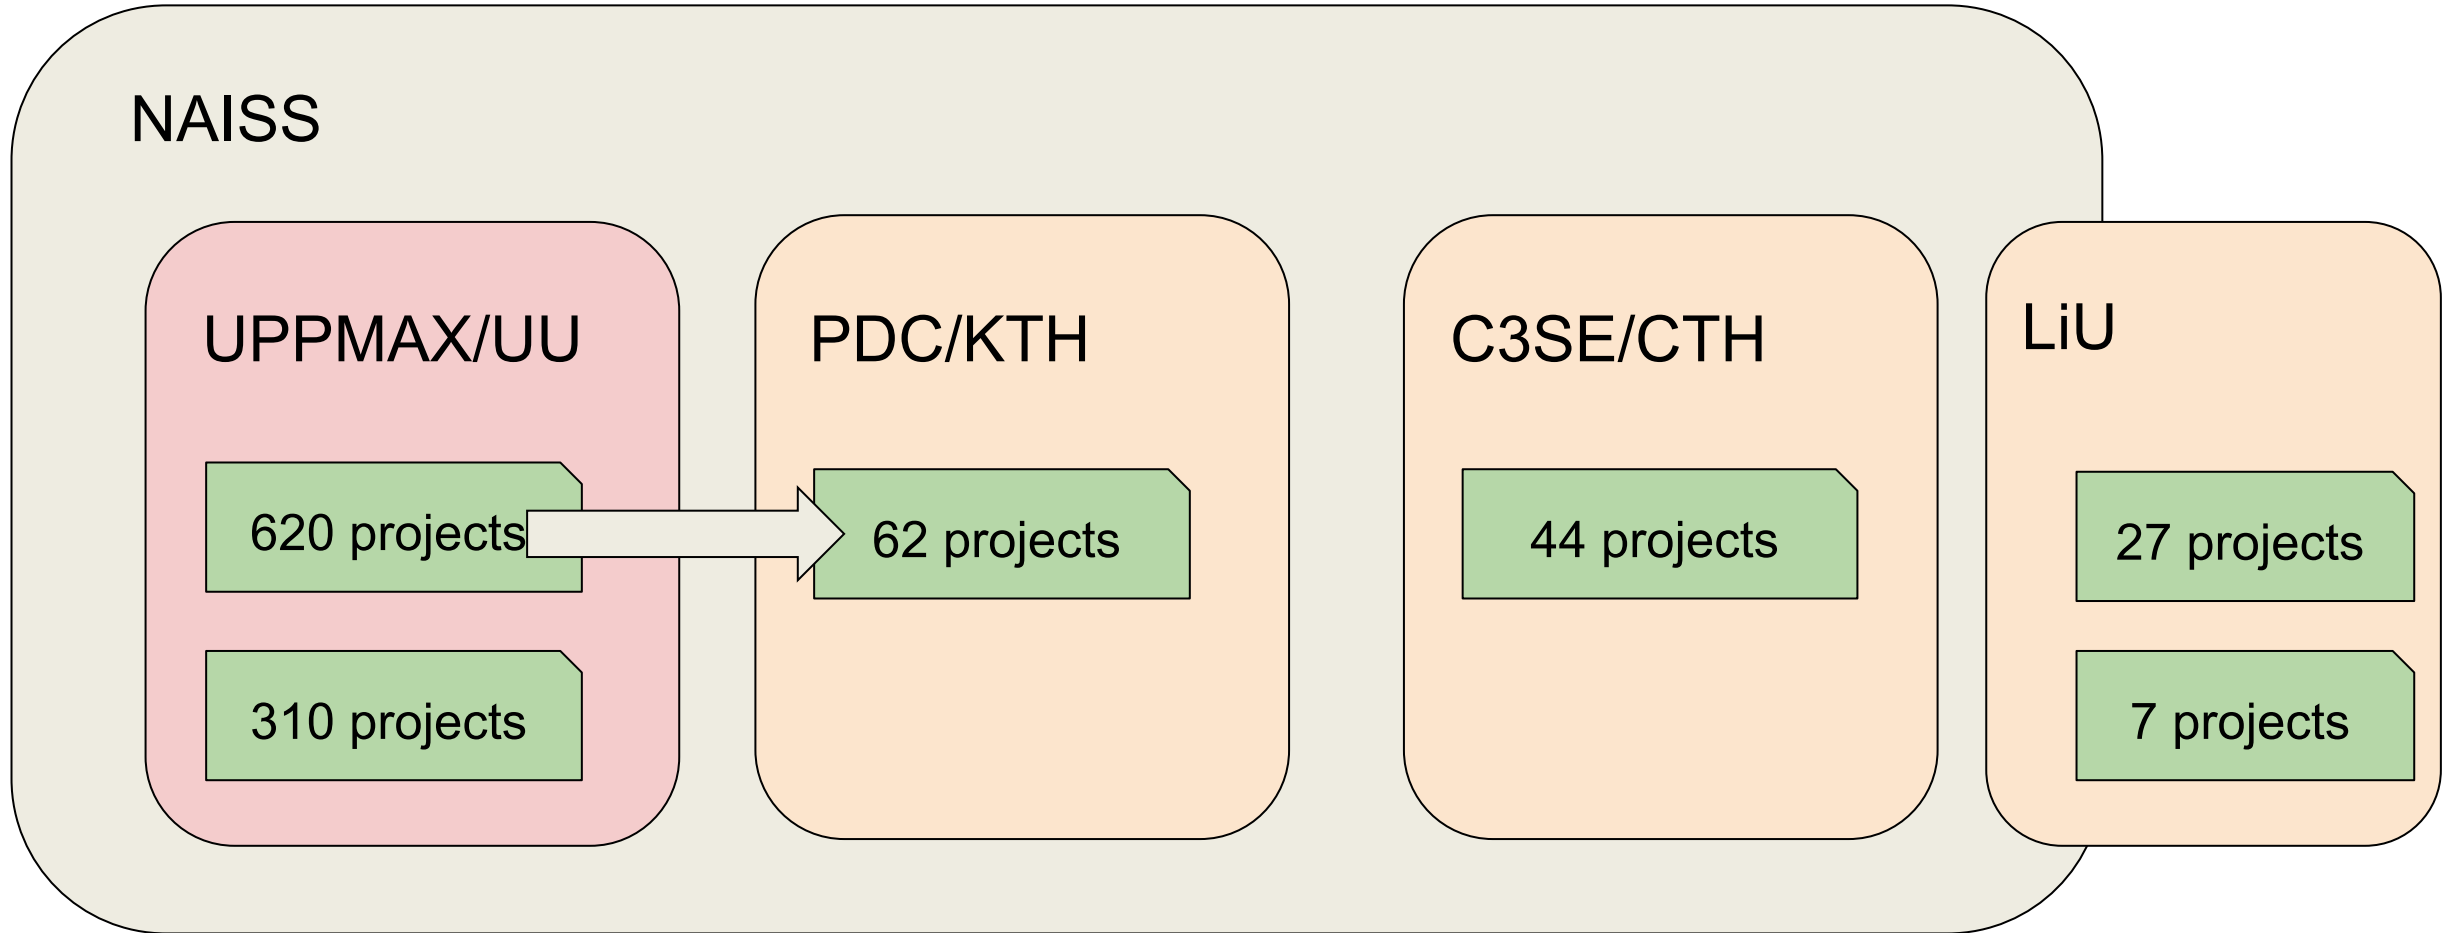 NAISS
UPPMAX/UU
620 projects
310 projects
PDC/KTH
62 projects
C3SE/CTH
44 projects
LiU
27 projects
7 projects